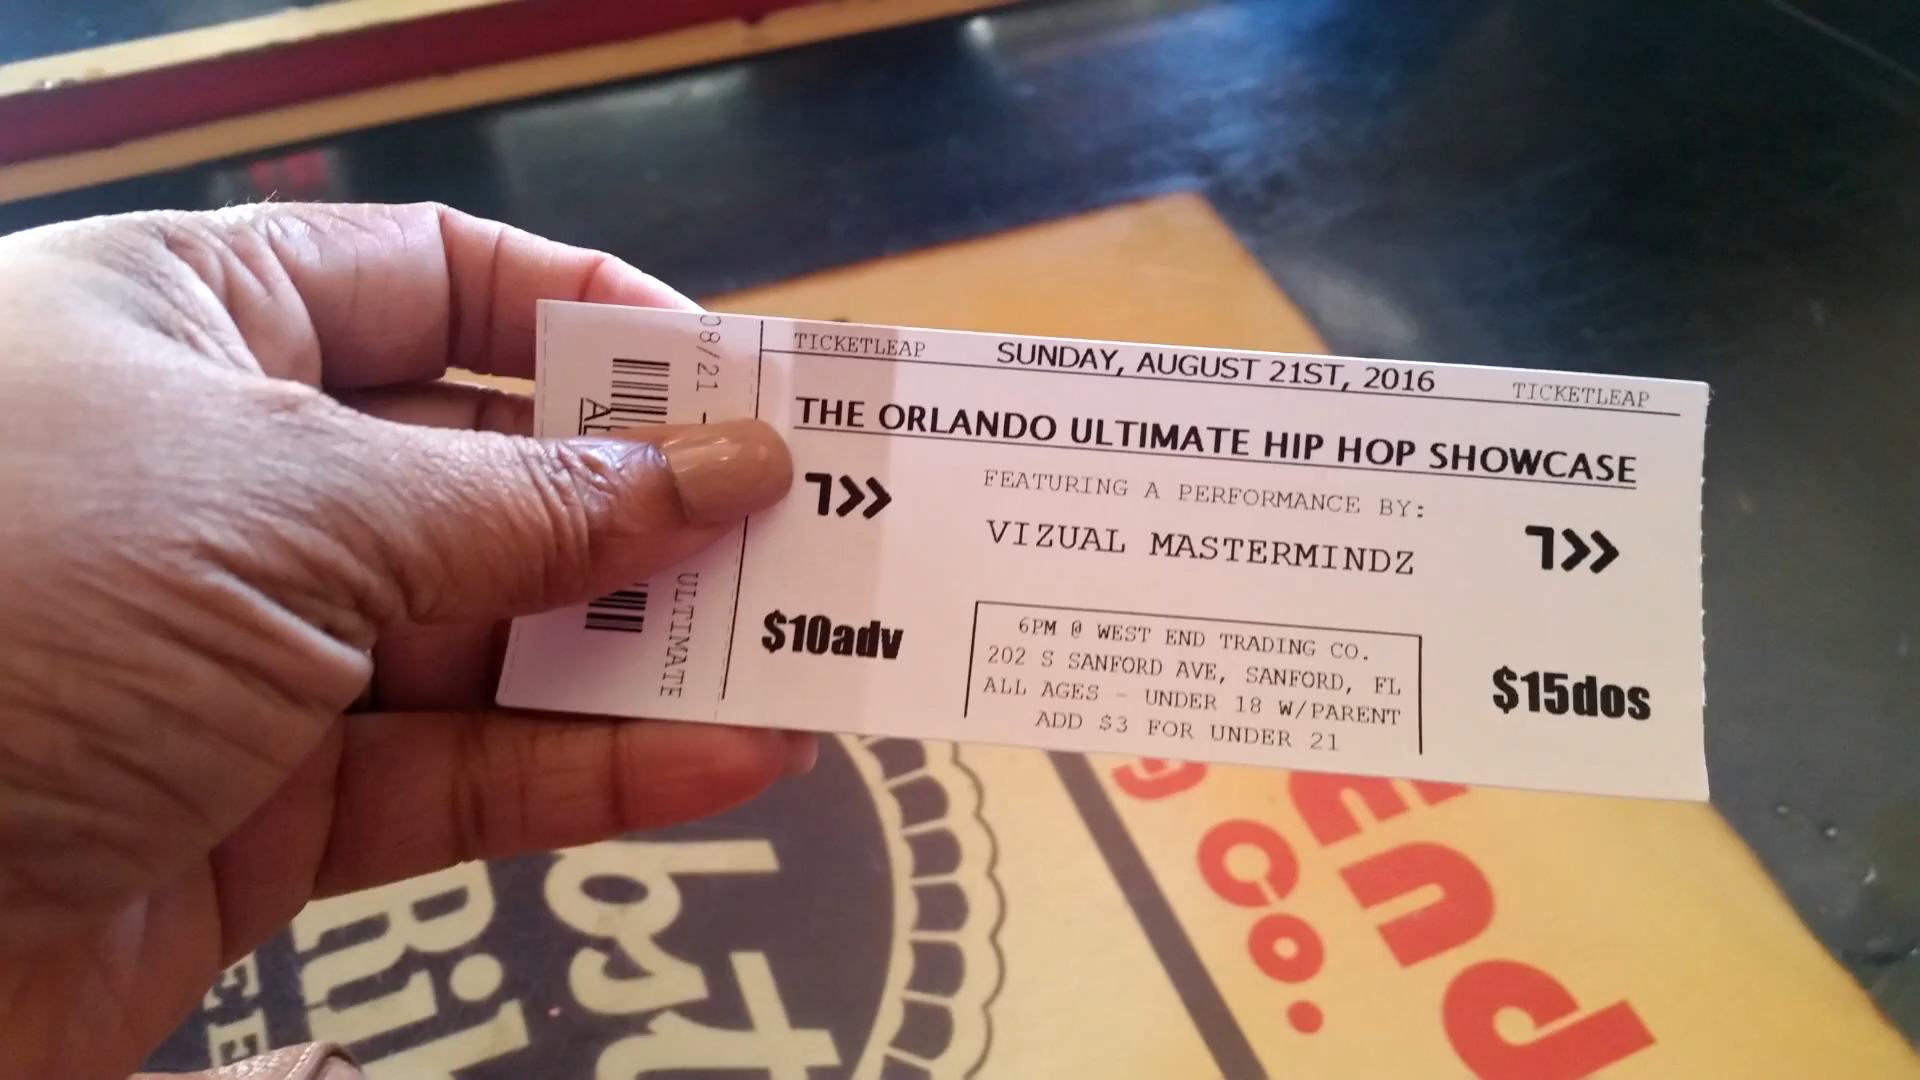 08/21 -
ULTIMATE
TICKETLEAP SUNDAY, AUGUST 21ST, 2016 TICKETLEAP
THE ORLANDO ULTIMATE HIP HOP SHOWCASE
FEATURING A PERFORMANCE BY:
VIZUAL MASTERMINDZ
$10adv
6PM @ WEST END TRADING CO.
202 S SANFORD AVE, SANFORD, FL
ALL AGES - UNDER 18 W/PARENT
ADD $3 FOR UNDER 21
$15dos
Co.